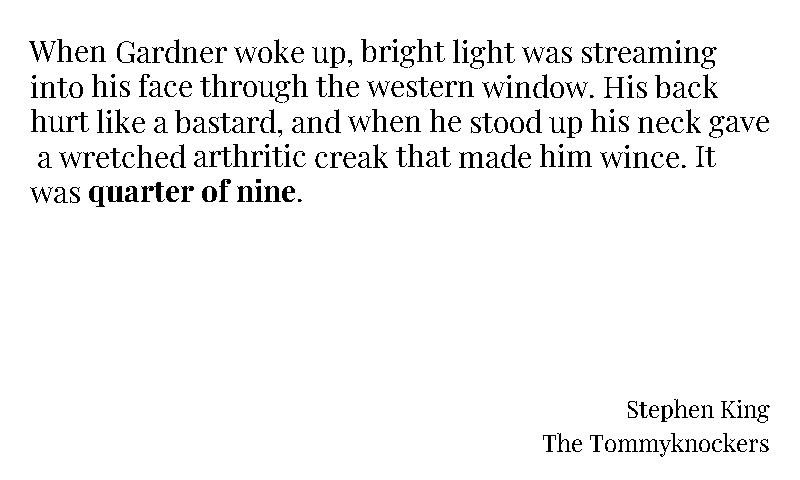 When Gardner woke up, bright light was streaming
into his face through the western window. His back
hurt like a bastard, and when he stood up his neck gave
a wretched arthritic creak that made him wince. It
was quarter of nine.
Stephen King
The Tommyknockers